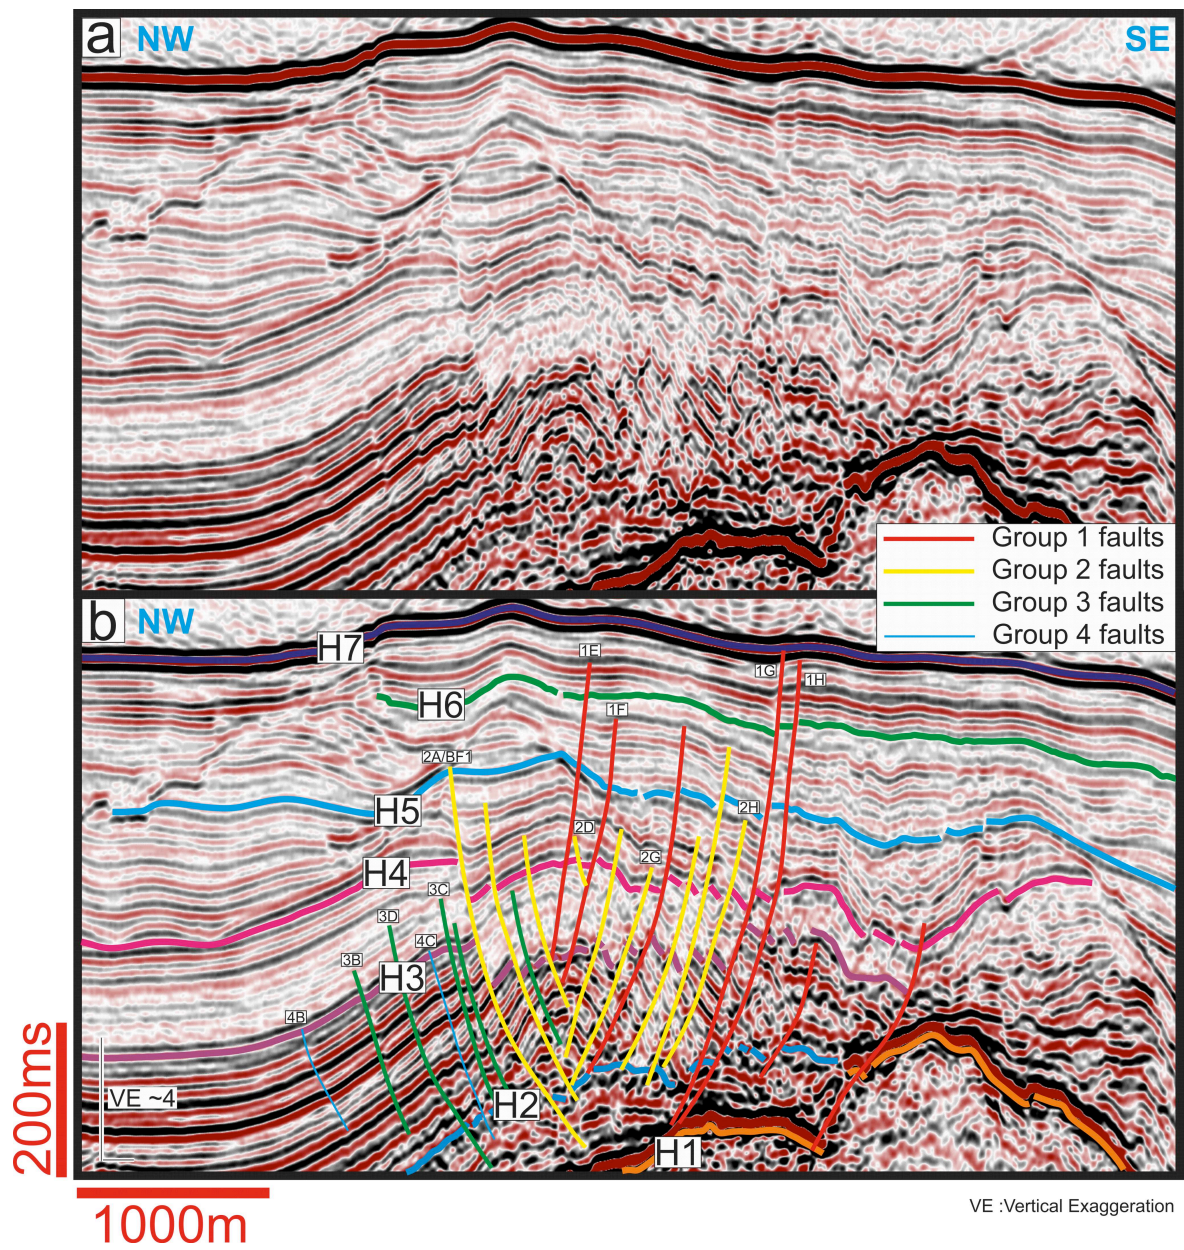 a NW SE
Group 1 faults
Group 2 faults
Group 3 faults
Group 4 faults
b NW
H7
1E
1G
1H
H6
1F
2A/BF1
H5
2H
2D
2G
H4
3C
3D
4C
3B
H3
4B
VE ~4
H2
H1
200ms
1000m
VE :Vertical Exaggeration